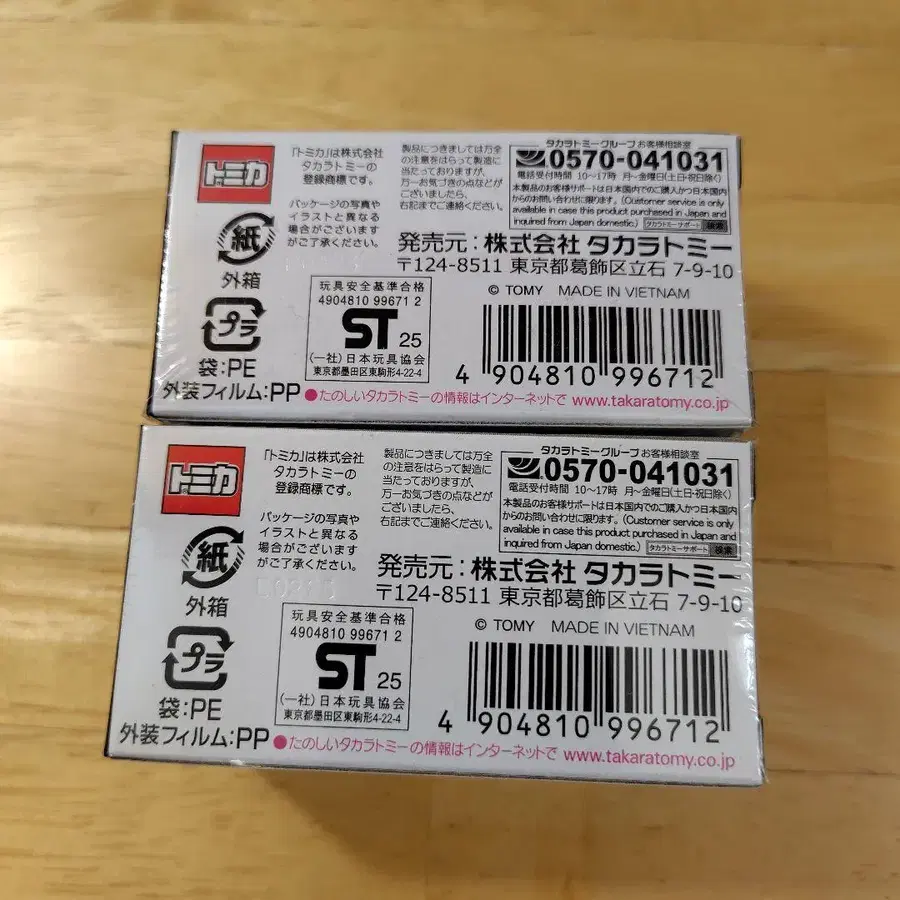 トミカ
「トミカ」は株式会社
タカラトミーの
登録商標です。
パッケージの写真や
イラストと異なる
場合がございます
がご了承ください。
製品につきましては万全
の注意をはらって製造に
当たっておりますが、
万一お気づきの点などが
ございましたら、
右記までご連絡ください。
タカラトミーグループ お客様相談室
0570-041031
電話受付時間 10〜17時 月〜金曜日(土・日・祝日除く)
本製品のお客様サポートは日本国内でのご購入かつ日本国内
からのお問い合わせに限ります。(Customer service is only
available in case this product purchased in Japan and
inquired from Japan domestic.) タカラトミーサポート 検索
発売元:株式会社 タカラトミー
〒124-8511 東京都葛飾区立石 7-9-10
© TOMY MADE IN VIETNAM
紙
外箱
プラ
袋:PE
外装フィルム:PP
玩具安全基準合格
4904810 99671 2
ST 25
(一社)日本玩具協会
東京都墨田区東駒形4-22-4
4 904810 996712
●たのしいタカラトミーの情報はインターネットで www.takaratomy.co.jp
トミカ
「トミカ」は株式会社
タカラトミーの
登録商標です。
パッケージの写真や
イラストと異なる
場合がございます
がご了承ください。
製品につきましては万全
の注意をはらって製造に
当たっておりますが、
万一お気づきの点などが
ございましたら、
右記までご連絡ください。
タカラトミーグループ お客様相談室
0570-041031
電話受付時間 10〜17時 月〜金曜日(土・日・祝日除く)
本製品のお客様サポートは日本国内でのご購入かつ日本国内
からのお問い合わせに限ります。(Customer service is only
available in case this product purchased in Japan and
inquired from Japan domestic.) タカラトミーサポート 検索
発売元:株式会社 タカラトミー
〒124-8511 東京都葛飾区立石 7-9-10
© TOMY MADE IN VIETNAM
紙
外箱
プラ
袋:PE
外装フィルム:PP
玩具安全基準合格
4904810 99671 2
ST 25
(一社)日本玩具協会
東京都墨田区東駒形4-22-4
4 904810 996712
●たのしいタカラトミーの情報はインターネットで www.takaratomy.co.jp